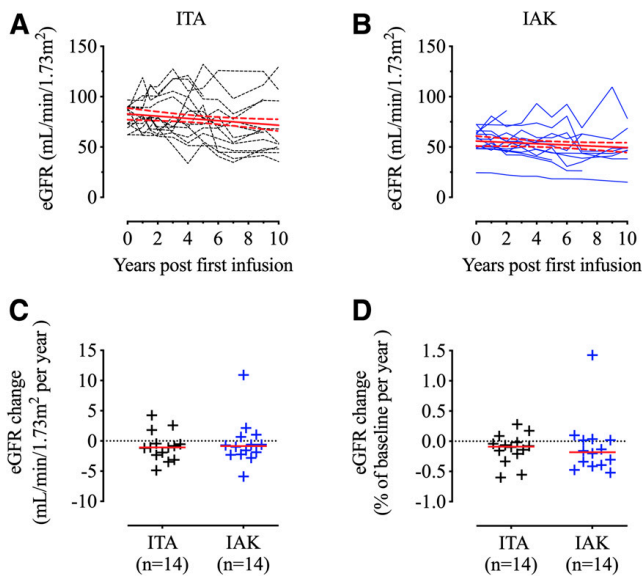 A
ITA
eGFR (mL/min/1.73m²)
150
100
50
0
0 2 4 6 8 10
Years post first infusion
B
IAK
eGFR (mL/min/1.73m²)
150
100
50
0
0 2 4 6 8 10
Years post first infusion
C
eGFR change
(mL/min/1.73m² per year)
15
10
5
0
-5
-10
ITA IAK
(n=14) (n=14)
D
eGFR change
(% of baseline per year)
1.5
1.0
0.5
0.0
-0.5
-1.0
ITA IAK
(n=14) (n=14)